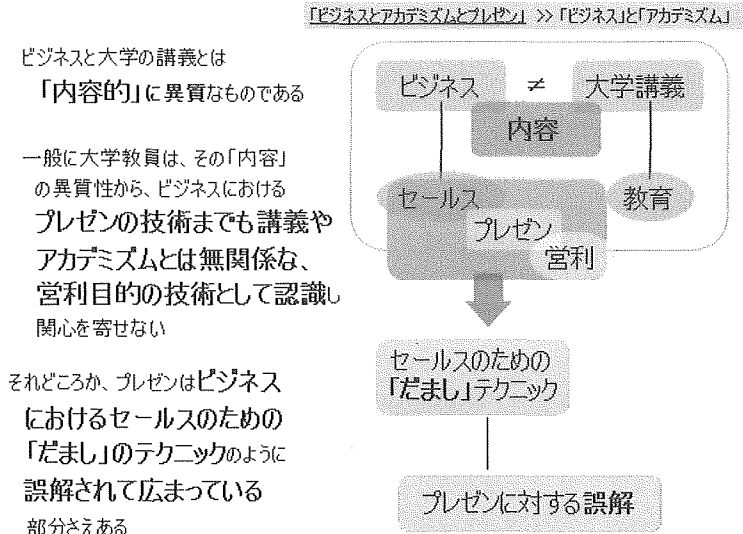 「ビジネスとアカデミズムとプレゼン」 >> 「ビジネス」と「アカデミズム」
ビジネスと大学の講義とは
「内容的」に異質なものである
一般に大学教員は、その「内容」
の異質性から、ビジネスにおける
プレゼンの技術までも講義や
アカデミズムとは無関係な、
営利目的の技術として認識し
関心を寄せない
それどころか、プレゼンはビジネス
におけるセールスのための
「だまし」のテクニックのように
誤解されて広まっている
部分さえある
ビジネス ≠ 大学講義
内容
セールス
教育
プレゼン
営利
セールスのための
「だまし」テクニック
プレゼンに対する誤解